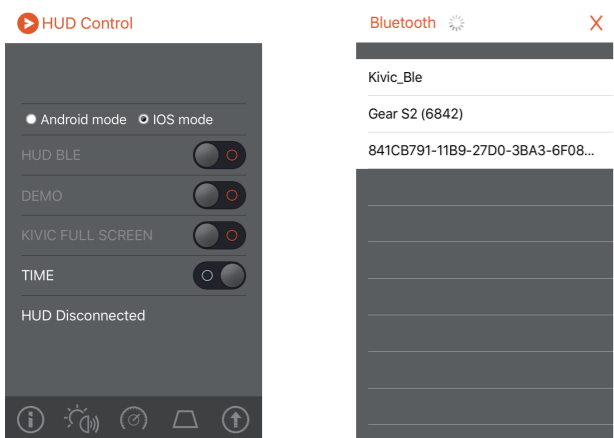 HUD Control
Android mode IOS mode
HUD BLE
DEMO
KIVIC FULL SCREEN
TIME
HUD Disconnected
Bluetooth X
Kivic_Ble
Gear S2 (6842)
841CB791-11B9-27D0-3BA3-6F08...